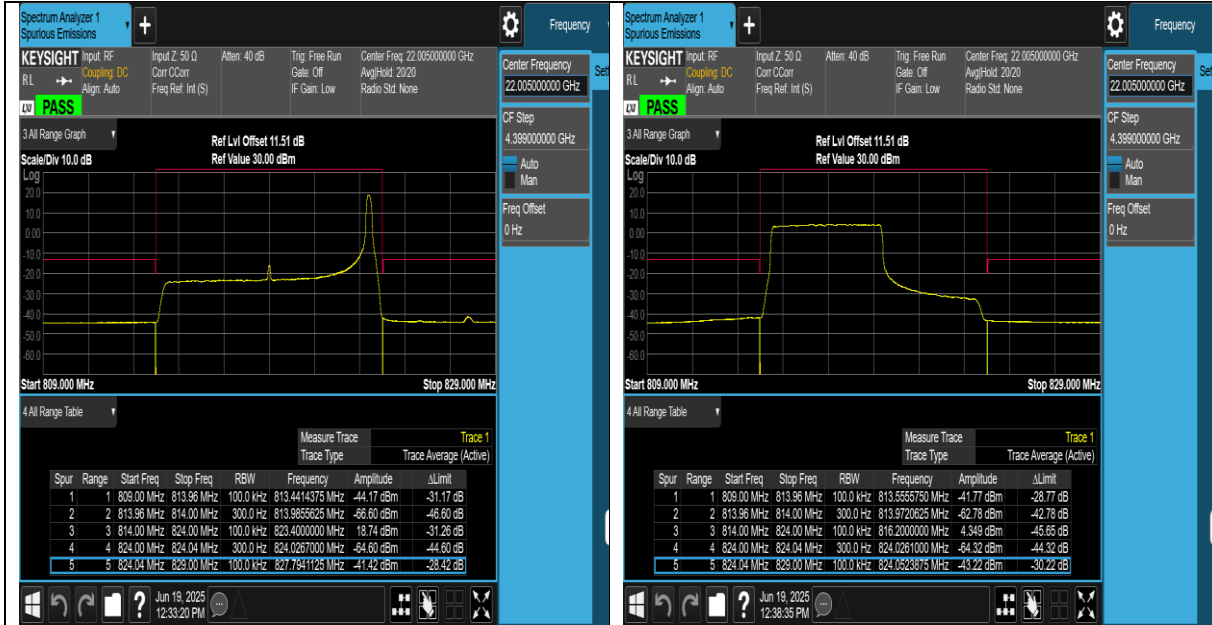 Spectrum Analyzer 1
Spurious Emissions
+
Frequency
KEYSIGHT Input: RF Input Z: 50 Ω Atten: 40 dB Trig: Free Run Center Freq: 22.005000000 GHz
RL Coupling: DC Corr CCorr Gate: Off Avg|Hold: 20/20
Align: Auto Freq Ref: Int (S) IF Gain: Low Radio Std: None
LXI PASS
Center Frequency
22.005000000 GHz
Set
CF Step
4.399000000 GHz
Auto
Man
Freq Offset
0 Hz
3 All Range Graph
Ref Lvl Offset 11.51 dB
Scale/Div 10.0 dB Ref Value 30.00 dBm
Log
20.0
10.0
0.00
-10.0
-20.0
-30.0
-40.0
-50.0
-60.0
Start 809.000 MHz Stop 829.000 MHz
4 All Range Table
Measure Trace Trace 1
Trace Type Trace Average (Active)
Spur Range Start Freq Stop Freq RBW Frequency Amplitude ΔLimit
1 1 809.00 MHz 813.96 MHz 100.0 kHz 813.4414375 MHz -44.17 dBm -31.17 dB
2 2 813.96 MHz 814.00 MHz 300.0 Hz 813.9855625 MHz -66.60 dBm -46.60 dB
3 3 814.00 MHz 824.00 MHz 100.0 kHz 823.4000000 MHz 18.74 dBm -31.26 dB
4 4 824.00 MHz 824.04 MHz 300.0 Hz 824.0267000 MHz -64.60 dBm -44.60 dB
5 5 824.04 MHz 829.00 MHz 100.0 kHz 827.7941125 MHz -41.42 dBm -28.42 dB
? Jun 19, 2025
12:33:20 PM
Spectrum Analyzer 1
Spurious Emissions
+
Frequency
KEYSIGHT Input: RF Input Z: 50 Ω Atten: 40 dB Trig: Free Run Center Freq: 22.005000000 GHz
RL Coupling: DC Corr CCorr Gate: Off Avg|Hold: 20/20
Align: Auto Freq Ref: Int (S) IF Gain: Low Radio Std: None
LXI PASS
Center Frequency
22.005000000 GHz
Set
CF Step
4.399000000 GHz
Auto
Man
Freq Offset
0 Hz
3 All Range Graph
Ref Lvl Offset 11.51 dB
Scale/Div 10.0 dB Ref Value 30.00 dBm
Log
20.0
10.0
0.00
-10.0
-20.0
-30.0
-40.0
-50.0
-60.0
Start 809.000 MHz Stop 829.000 MHz
4 All Range Table
Measure Trace Trace 1
Trace Type Trace Average (Active)
Spur Range Start Freq Stop Freq RBW Frequency Amplitude ΔLimit
1 1 809.00 MHz 813.96 MHz 100.0 kHz 813.5555750 MHz -41.77 dBm -28.77 dB
2 2 813.96 MHz 814.00 MHz 300.0 Hz 813.9720625 MHz -62.78 dBm -42.78 dB
3 3 814.00 MHz 824.00 MHz 100.0 kHz 816.2000000 MHz 4.349 dBm -45.65 dB
4 4 824.00 MHz 824.04 MHz 300.0 Hz 824.0261000 MHz -64.32 dBm -44.32 dB
5 5 824.04 MHz 829.00 MHz 100.0 kHz 824.0523875 MHz -43.22 dBm -30.22 dB
? Jun 19, 2025
12:38:35 PM